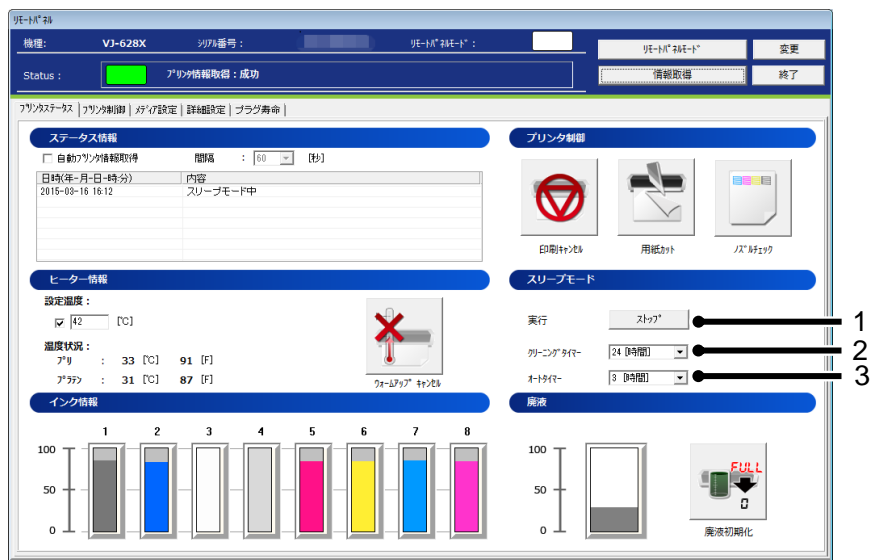 ﾘﾓｰﾄﾊﾟﾈﾙ
機種: VJ-628X ｼﾘｱﾙ番号： ﾘﾓｰﾄﾊﾟﾈﾙﾓｰﾄﾞ： ﾘﾓｰﾄﾊﾟﾈﾙﾓｰﾄﾞ 変更
Status : ﾌﾟﾘﾝﾀ情報取得：成功 情報取得 終了
ﾌﾟﾘﾝﾀｽﾃｰﾀｽ ﾌﾟﾘﾝﾀ制御 ﾒﾃﾞｨｱ設定 詳細設定 プラグ寿命
ステータス情報
自動ﾌﾟﾘﾝﾀ情報取得 間隔 : 60 [秒]
日時(年-月-日-時:分) 内容
2015-03-16 16:12 スリープモード中
プリンタ制御
印刷ｷｬﾝｾﾙ 用紙ｶｯﾄ ﾉｽﾞﾙﾁｪｯｸ
ヒーター情報
設定温度：
42 [℃]
温度状況：
ﾌﾟﾘ : 33 [℃] 91 [F]
ﾌﾟﾗﾃﾝ : 31 [℃] 87 [F]
ｳｫｰﾑｱｯﾌﾟ ｷｬﾝｾﾙ
スリープモード
実行 ｽﾄｯﾌﾟ 1
ｸﾘｰﾆﾝｸﾞﾀｲﾏｰ 24 [時間] 2
ｵｰﾄﾀｲﾏｰ 3 [時間] 3
インク情報
1 2 3 4 5 6 7 8
100
50
0
廃液
100
50
0
FULL
0
廃液初期化